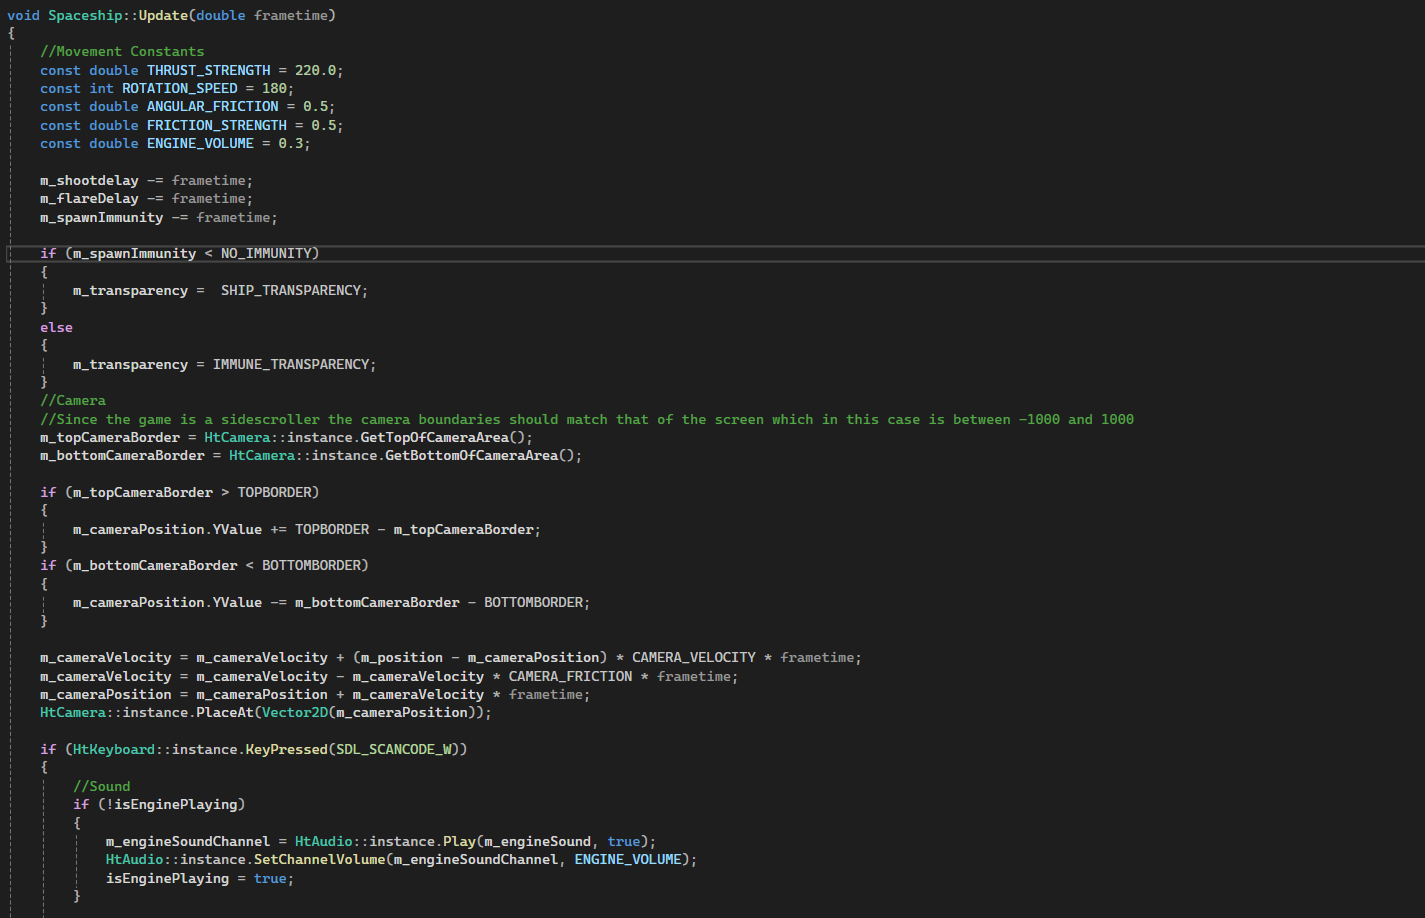 void Spaceship::Update(double frametime)
{
//Movement Constants
const double THRUST_STRENGTH = 220.0;
const int ROTATION_SPEED = 180;
const double ANGULAR_FRICTION = 0.5;
const double FRICTION_STRENGTH = 0.5;
const double ENGINE_VOLUME = 0.3;
m_shootdelay -= frametime;
m_flareDelay -= frametime;
m_spawnImmunity -= frametime;
if (m_spawnImmunity < NO_IMMUNITY)
{
m_transparency =  SHIP_TRANSPARENCY;
}
else
{
m_transparency = IMMUNE_TRANSPARENCY;
}
//Camera
//Since the game is a sidescroller the camera boundaries should match that of the screen which in this case is between -1000 and 1000
m_topCameraBorder = HtCamera::instance.GetTopOfCameraArea();
m_bottomCameraBorder = HtCamera::instance.GetBottomOfCameraArea();
if (m_topCameraBorder > TOPBORDER)
{
m_cameraPosition.YValue += TOPBORDER - m_topCameraBorder;
}
if (m_bottomCameraBorder < BOTTOMBORDER)
{
m_cameraPosition.YValue -= m_bottomCameraBorder - BOTTOMBORDER;
}
m_cameraVelocity = m_cameraVelocity + (m_position - m_cameraPosition) * CAMERA_VELOCITY * frametime;
m_cameraVelocity = m_cameraVelocity - m_cameraVelocity * CAMERA_FRICTION * frametime;
m_cameraPosition = m_cameraPosition + m_cameraVelocity * frametime;
HtCamera::instance.PlaceAt(Vector2D(m_cameraPosition));
if (HtKeyboard::instance.KeyPressed(SDL_SCANCODE_W))
{
//Sound
if (!isEnginePlaying)
{
m_engineSoundChannel = HtAudio::instance.Play(m_engineSound, true);
HtAudio::instance.SetChannelVolume(m_engineSoundChannel, ENGINE_VOLUME);
isEnginePlaying = true;
}